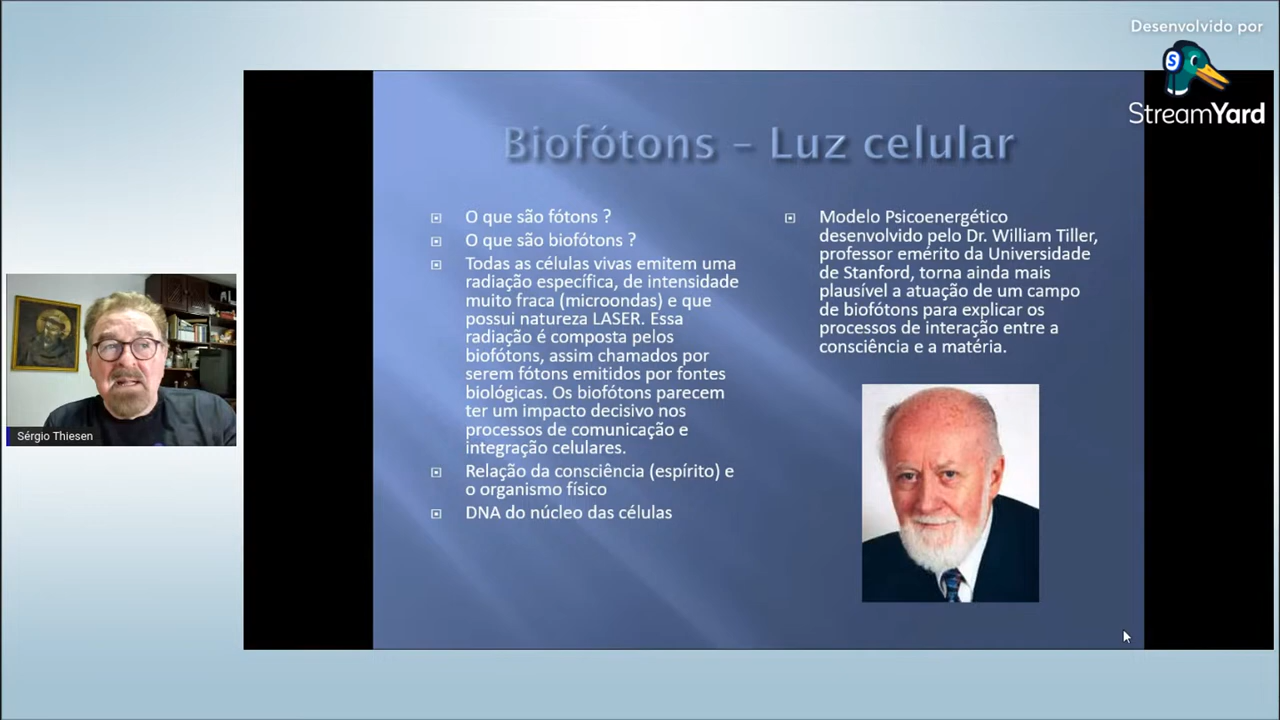 Desenvolvido por
StreamYard
Biofótons – Luz celular
O que são fótons ?
O que são biofótons ?
Todas as células vivas emitem uma
radiação específica, de intensidade
muito fraca (microondas) e que
possui natureza LASER. Essa
radiação é composta pelos
biofótons, assim chamados por
serem fótons emitidos por fontes
biológicas. Os biofótons parecem
ter um impacto decisivo nos
processos de comunicação e
integração celulares.
Relação da consciência (espírito) e
o organismo físico
DNA do núcleo das células
Modelo Psicoenergético
desenvolvido pelo Dr. William Tiller,
professor emérito da Universidade
de Stanford, torna ainda mais
plausível a atuação de um campo
de biofótons para explicar os
processos de interação entre a
consciência e a matéria.
Sérgio Thiesen